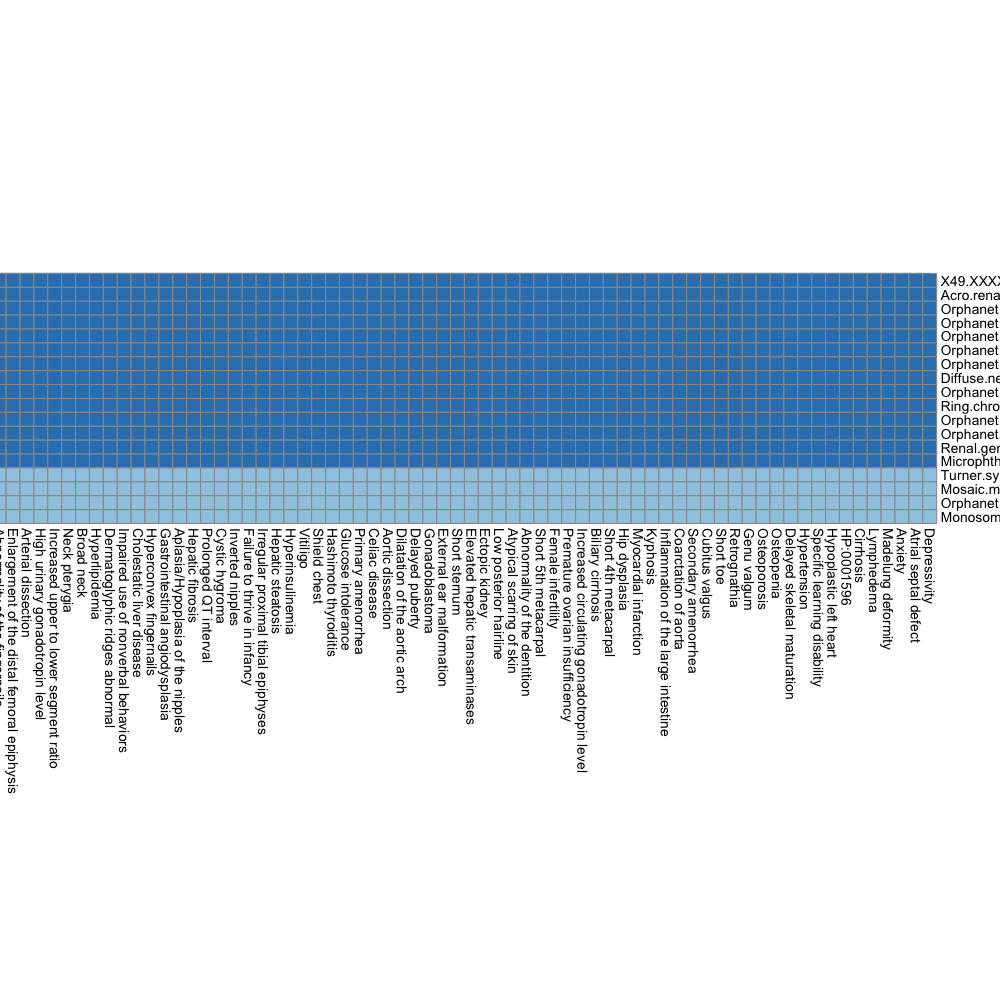 X49.XXX
Acro.rena
Orphanet
Orphanet
Orphanet
Orphanet
Orphanet
Diffuse.ne
Orphanet
Ring.chro
Orphanet
Orphanet
Renal.ger
Microphth
Turner.sy
Mosaic.m
Orphanet
Monosom
Enlargement of the distal femoral epiphysis
Arterial dissection
High urinary gonadotropin level
Increased upper to lower segment ratio
Neck pterygia
Broad neck
Hyperlipidemia
Dermatoglyphic ridges abnormal
Impaired use of nonverbal behaviors
Cholestatic liver disease
Hyperconvex fingernails
Gastrointestinal angiodysplasia
Aplasia/Hypoplasia of the nipples
Hepatic fibrosis
Prolonged QT interval
Cystic hygroma
Inverted nipples
Failure to thrive in infancy
Irregular proximal tibial epiphyses
Hepatic steatosis
Hyperinsulinemia
Vitiligo
Shield chest
Hashimoto thyroiditis
Glucose intolerance
Primary amenorrhea
Celiac disease
Aortic dissection
Dilatation of the aortic arch
Delayed puberty
Gonadoblastoma
External ear malformation
Short sternum
Elevated hepatic transaminases
Ectopic kidney
Low posterior hairline
Atypical scarring of skin
Abnormality of the dentition
Short 5th metacarpal
Female infertility
Premature ovarian insufficiency
Increased circulating gonadotropin level
Biliary cirrhosis
Short 4th metacarpal
Hip dysplasia
Myocardial infarction
Kyphosis
Inflammation of the large intestine
Coarctation of aorta
Secondary amenorrhea
Cubitus valgus
Short toe
Retrognathia
Genu valgum
Osteoporosis
Osteopenia
Delayed skeletal maturation
Hypertension
Specific learning disability
Hypoplastic left heart
HP:0001596
Cirrhosis
Lymphedema
Madelung deformity
Anxiety
Atrial septal defect
Depressivity